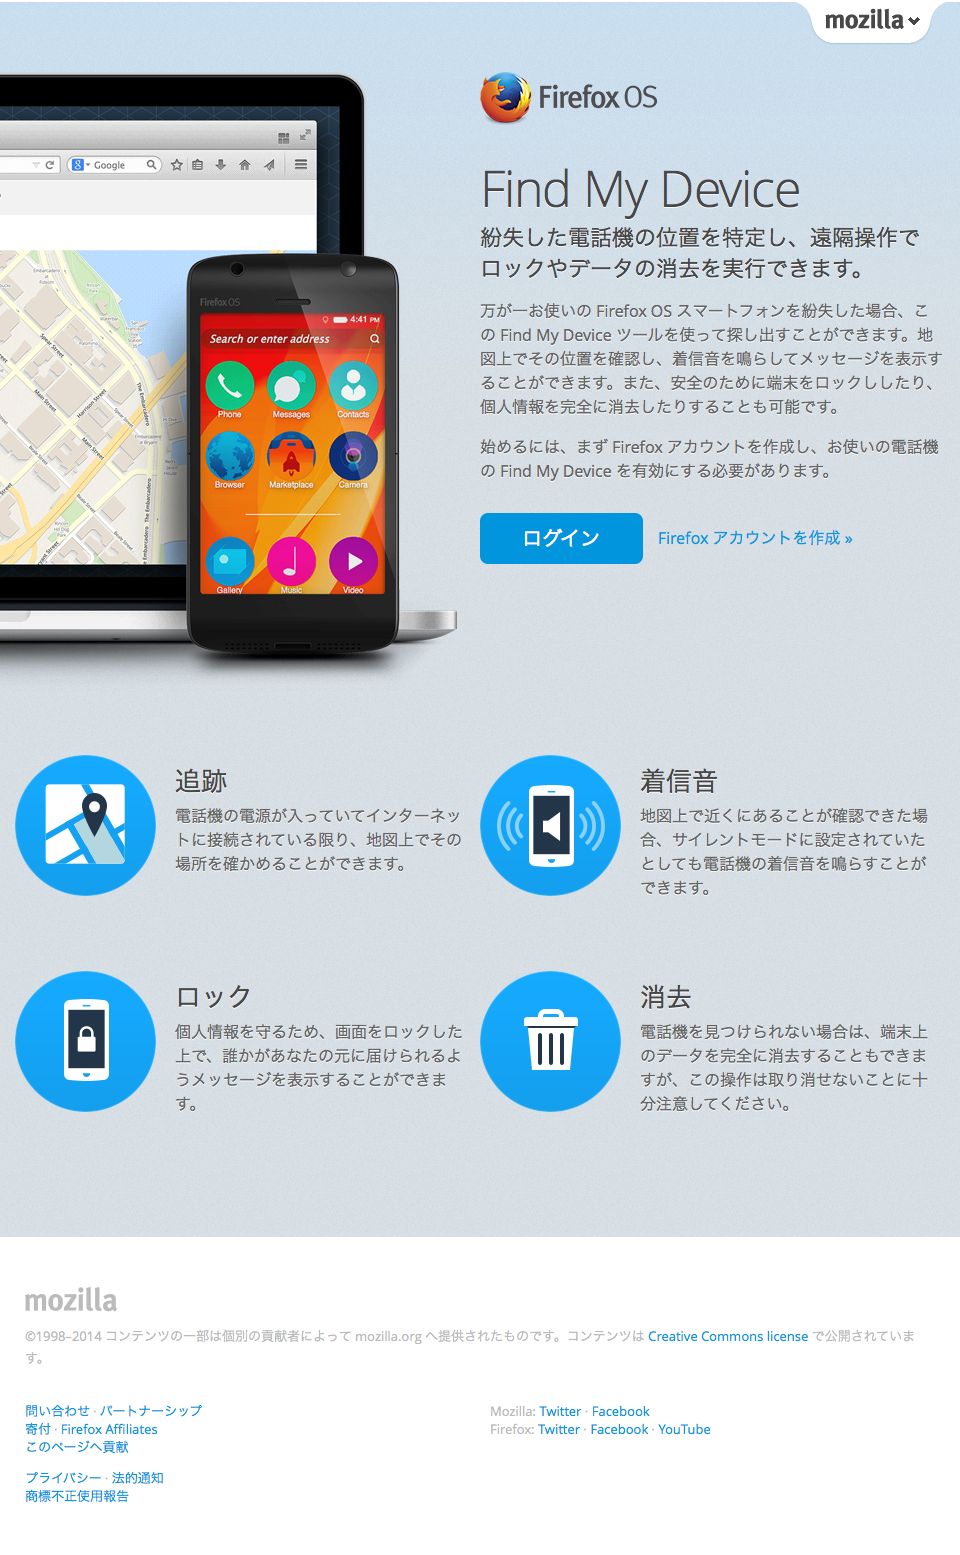 mozilla
Firefox OS
Find My Device
紛失した電話機の位置を特定し、遠隔操作で
ロックやデータの消去を実行できます。
万が一お使いの Firefox OS スマートフォンを紛失した場合、こ
の Find My Device ツールを使って探し出すことができます。地
図上でその位置を確認し、着信音を鳴らしてメッセージを表示す
ることができます。また、安全のために端末をロックししたり、
個人情報を完全に消去したりすることも可能です。
始めるには、まず Firefox アカウントを作成し、お使いの電話機
の Find My Device を有効にする必要があります。
ログイン
Firefox アカウントを作成 »
Google
Firefox OS
4:41 PM
Search or enter address
Phone
Messages
Contacts
Browser
Marketplace
Camera
Gallery
Music
Video
Spear Street
Main Street
Harrison Street
The Embarcadero
追跡
電話機の電源が入っていてインターネッ
トに接続されている限り、地図上でその
場所を確かめることができます。
着信音
地図上で近くにあることが確認できた場
合、サイレントモードに設定されていた
としても電話機の着信音を鳴らすことが
できます。
ロック
個人情報を守るため、画面をロックした
上で、誰かがあなたの元に届けられるよ
うメッセージを表示することができま
す。
消去
電話機を見つけられない場合は、端末上
のデータを完全に消去することもできま
すが、この操作は取り消せないことに十
分注意してください。
mozilla
©1998–2014 コンテンツの一部は個別の貢献者によって mozilla.org へ提供されたものです。コンテンツは Creative Commons license で公開されていま
す。
問い合わせ · パートナーシップ
寄付 · Firefox Affiliates
このページへ貢献
プライバシー · 法的通知
商標不正使用報告
Mozilla: Twitter · Facebook
Firefox: Twitter · Facebook · YouTube